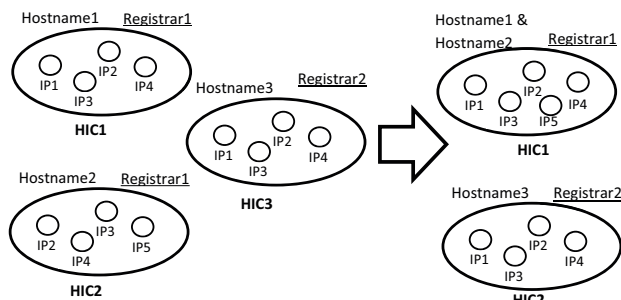 Hostname1 Registrar1
IP1 IP2 IP3 IP4
HIC1
Hostname2 Registrar1
IP2 IP3 IP4 IP5
HIC2
Hostname3 Registrar2
IP1 IP2 IP3 IP4
HIC3
Hostname1 &
Hostname2 Registrar1
IP1 IP2 IP3 IP5 IP4
HIC1
Hostname3 Registrar2
IP1 IP2 IP3 IP4
HIC2